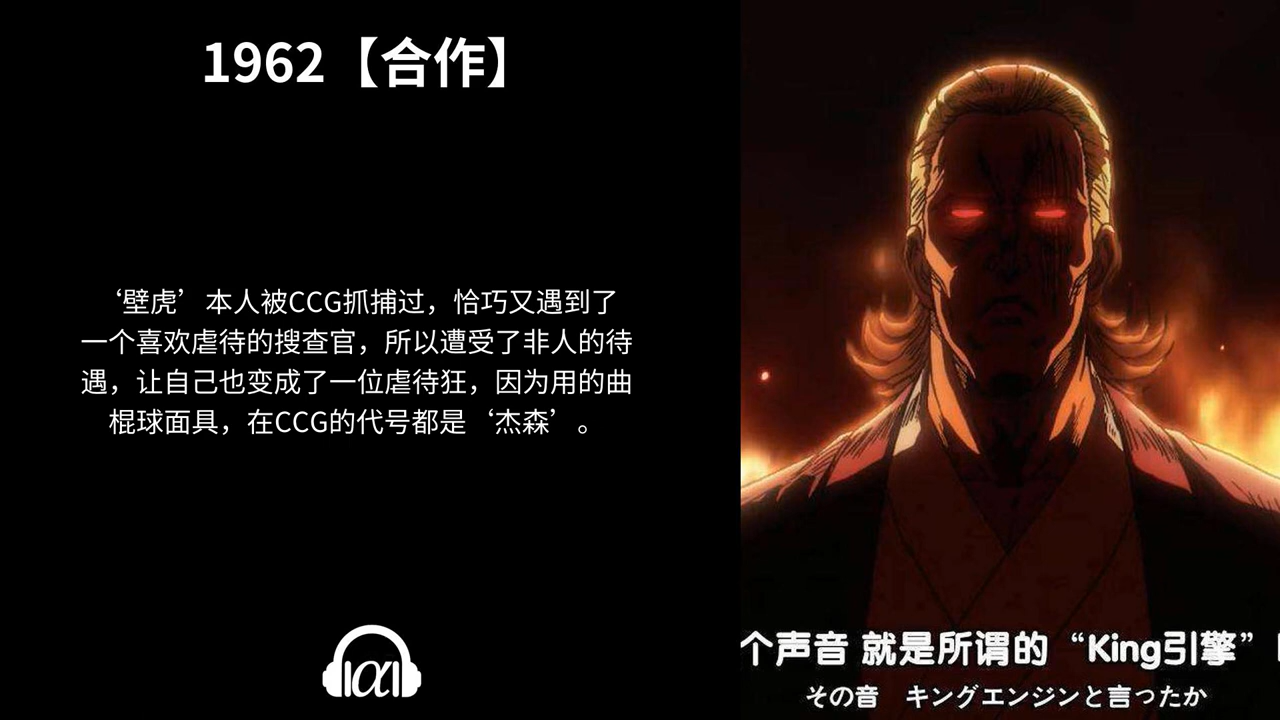 1962【合作】
‘壁虎’本人被CCG抓捕过，恰巧又遇到了
一个喜欢虐待的搜查官，所以遭受了非人的待
遇，让自己也变成了一位虐待狂，因为用的曲
棍球面具，在CCG的代号都是‘杰森’。
个声音 就是所谓的“King引擎”
その音　キングエンジンと言ったか
|α|